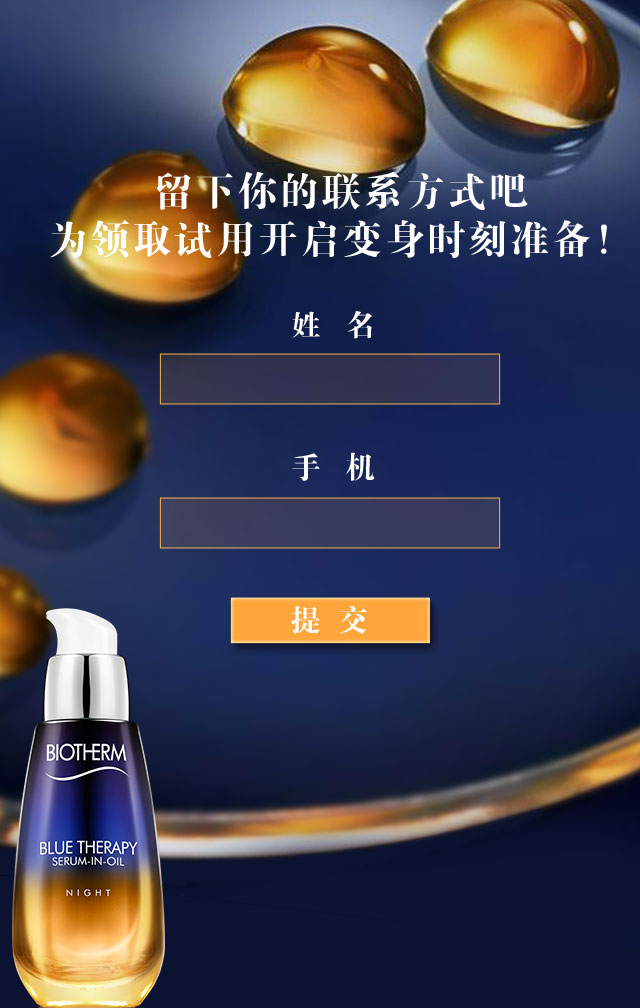 留下你的联系方式吧
为领取试用开启变身时刻准备！
姓 名
手 机
提 交
BIOTHERM
BLUE THERAPY
SERUM-IN-OIL
NIGHT